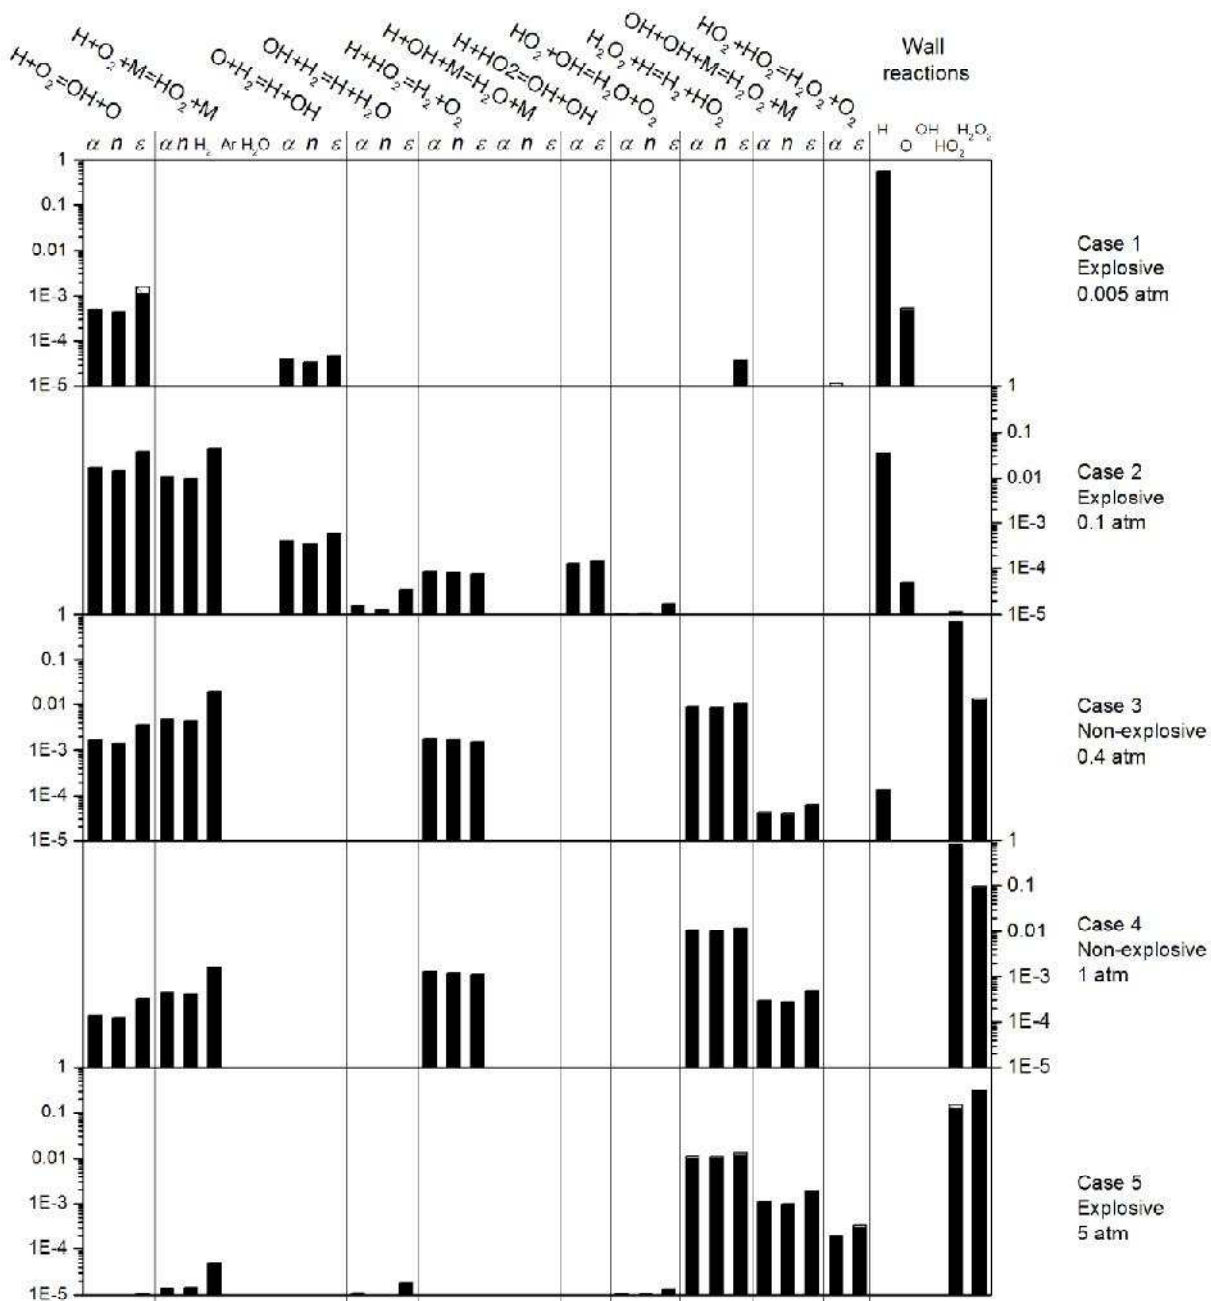 H+O₂=OH+O
H+O₂+M=HO₂+M
O+H₂=H+OH
OH+H₂=H+H₂O
H+HO₂=H₂+O₂
H+OH+M=H₂O+M
H+HO2=OH+OH
HO₂+OH=H₂O+O₂
H₂O₂+H=H₂+HO₂
OH+OH+M=H₂O₂+M
HO₂+HO₂=H₂O₂+O₂
Wall
reactions
α n ε α n H₂ Ar H₂O α n ε α n ε α n ε α n ε α ε α n ε α n ε α n ε α ε H O OH HO₂ H₂O₂
1
0.1
0.01
1E-3
1E-4
1E-5
Case 1
Explosive
0.005 atm
1
0.1
0.01
1E-3
1E-4
1E-5
Case 2
Explosive
0.1 atm
1
0.1
0.01
1E-3
1E-4
1E-5
Case 3
Non-explosive
0.4 atm
1
0.1
0.01
1E-3
1E-4
1E-5
Case 4
Non-explosive
1 atm
1
0.1
0.01
1E-3
1E-4
1E-5
Case 5
Explosive
5 atm